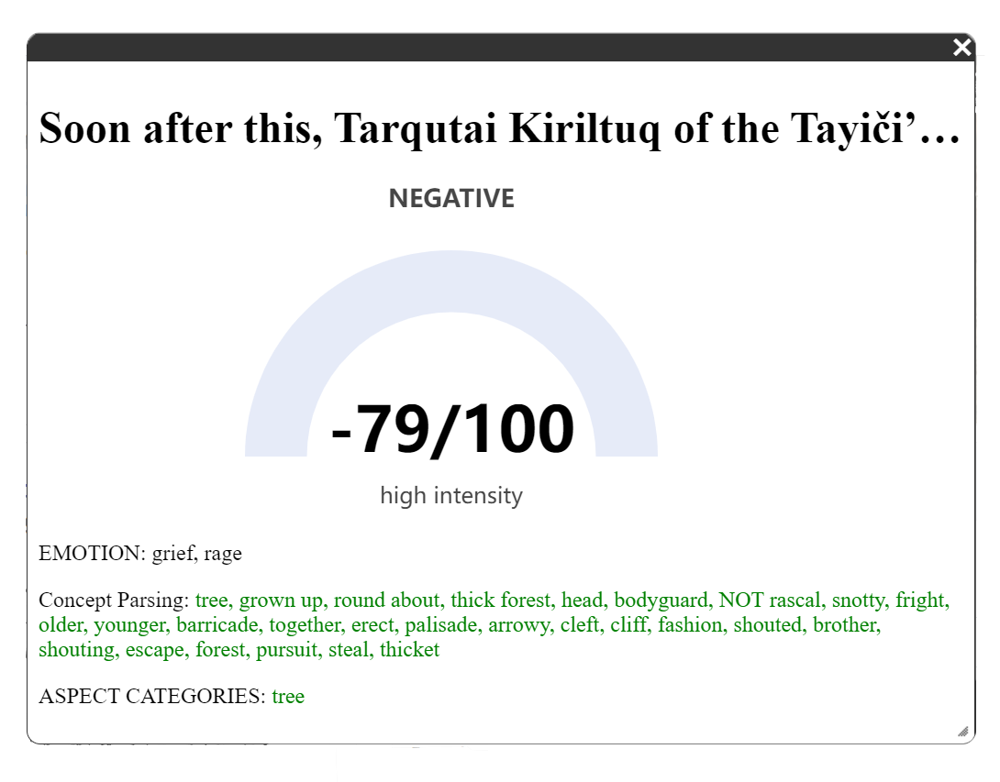 Soon after this, Tarqutai Kiriltuq of the Tayiči’…
NEGATIVE
-79/100
high intensity
EMOTION: grief, rage
Concept Parsing: tree, grown up, round about, thick forest, head, bodyguard, NOT rascal, snotty, fright,
older, younger, barricade, together, erect, palisade, arrowy, cleft, cliff, fashion, shouted, brother,
shouting, escape, forest, pursuit, steal, thicket
ASPECT CATEGORIES: tree